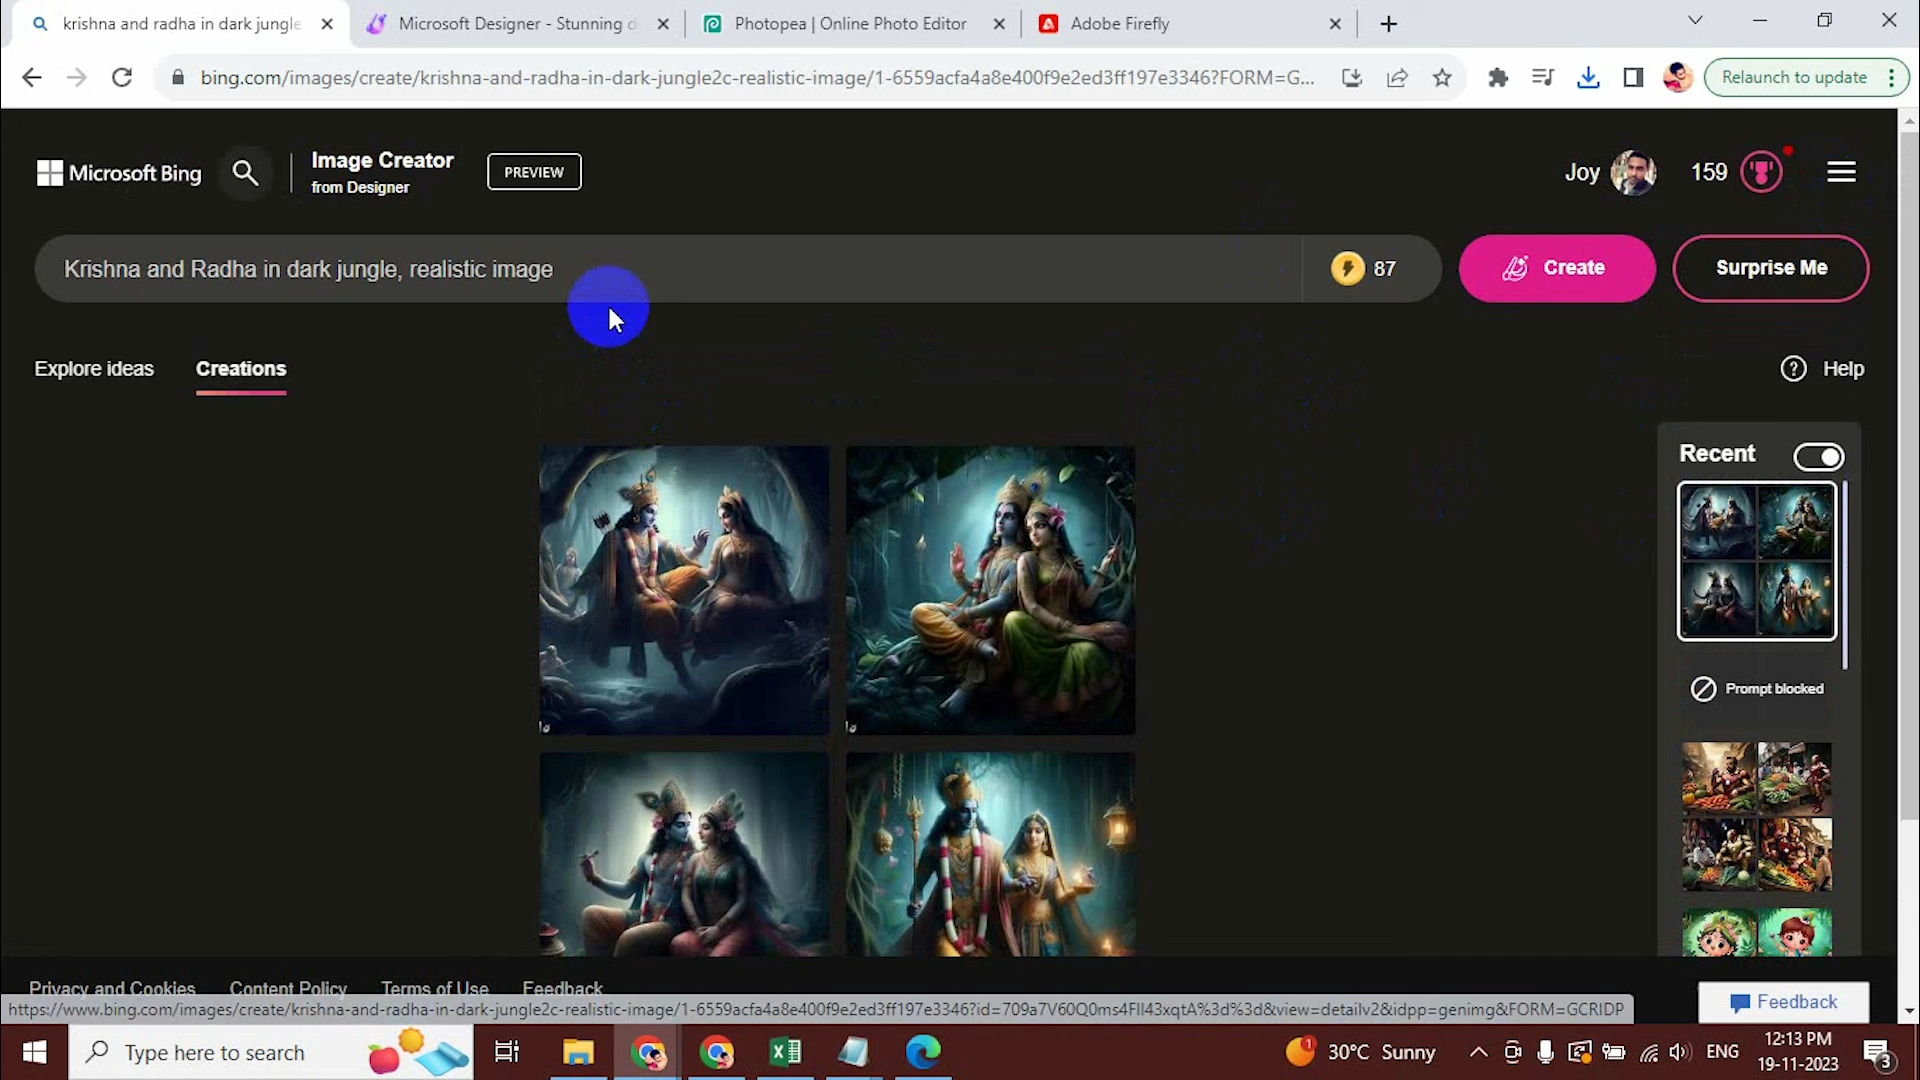 krishna and radha in dark jungle
Microsoft Designer - Stunning d
Photopea | Online Photo Editor
Adobe Firefly
bing.com/images/create/krishna-and-radha-in-dark-jungle2c-realistic-image/1-6559acfa4a8e400f9e2ed3ff197e3346?FORM=G...
Relaunch to update
Microsoft Bing
Image Creator
from Designer
PREVIEW
Joy
159
Krishna and Radha in dark jungle, realistic image
87
Create
Surprise Me
Explore ideas
Creations
Help
Recent
Prompt blocked
Privacy and Cookies
Content Policy
Terms of Use
Feedback
https://www.bing.com/images/create/krishna-and-radha-in-dark-jungle2c-realistic-image/1-6559acfa4a8e400f9e2ed3ff197e3346?id=709a7V60Q0ms4FlI43xqtA%3d%3d&view=detailv2&idpp=genimg&FORM=GCRIDP
Feedback
Type here to search
1
30°C Sunny
ENG
12:13 PM
19-11-2023
3